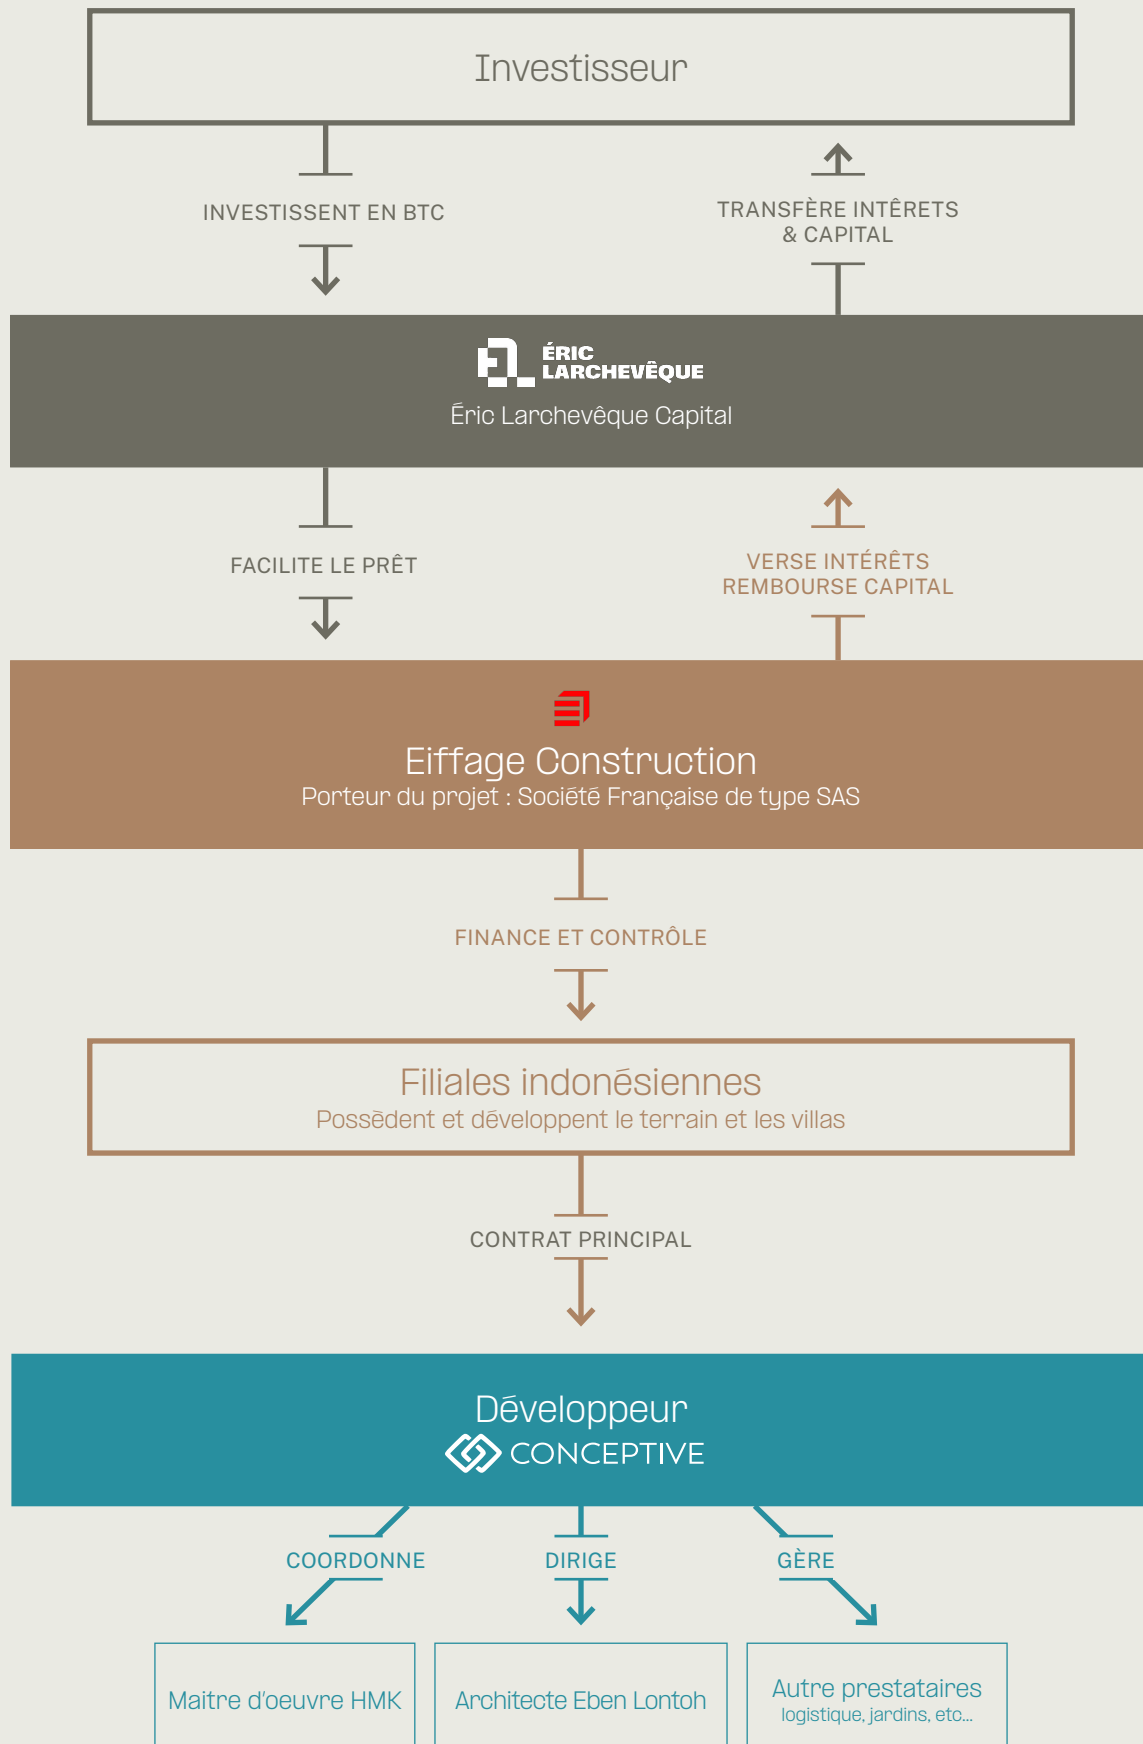 Investisseur
INVESTISSENT EN BTC
TRANSFÈRE INTÊRETS
& CAPITAL
ÉRIC
LARCHEVÊQUE
Éric Larchevêque Capital
FACILITE LE PRÊT
VERSE INTÉRÊTS
REMBOURSE CAPITAL
Eiffage Construction
Porteur du projet : Société Française de type SAS
FINANCE ET CONTRÔLE
Filiales indonésiennes
Possèdent et développent le terrain et les villas
CONTRAT PRINCIPAL
Développeur
CONCEPTIVE
COORDONNE
DIRIGE
GÈRE
Maitre d'oeuvre HMK
Architecte Eben Lontoh
Autre prestataires
logistique, jardins, etc...